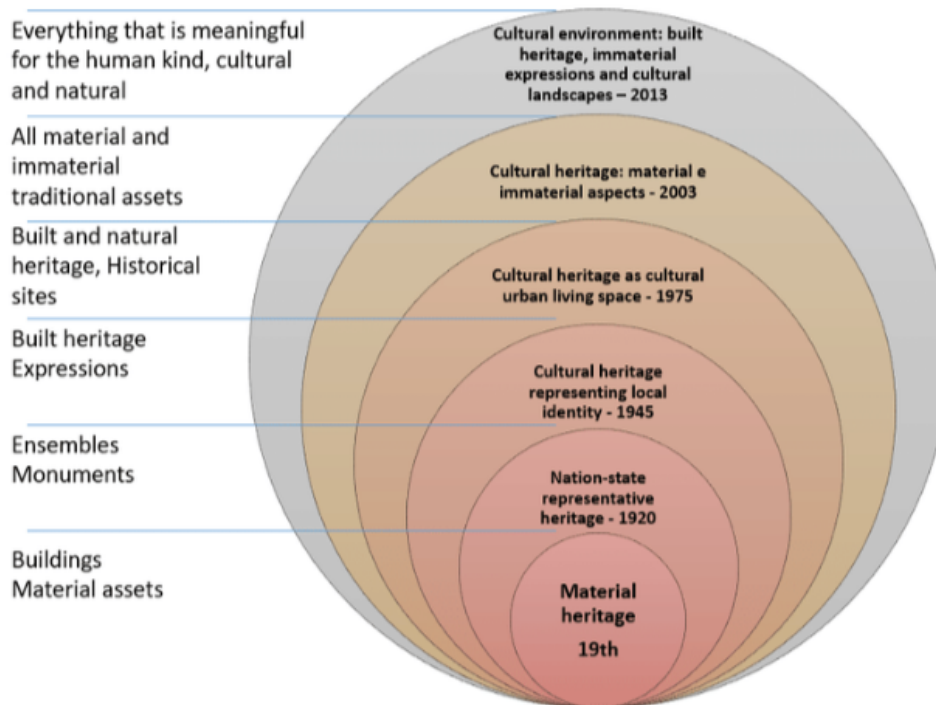 Everything that is meaningful
for the human kind, cultural
and natural
All material and
immaterial
traditional assets
Built and natural
heritage, Historical
sites
Built heritage
Expressions
Ensembles
Monuments
Buildings
Material assets
Cultural environment: built
heritage, immaterial
expressions and cultural
landscapes – 2013
Cultural heritage: material e
immaterial aspects - 2003
Cultural heritage as cultural
urban living space - 1975
Cultural heritage
representing local
identity - 1945
Nation-state
representative
heritage - 1920
Material
heritage
19th